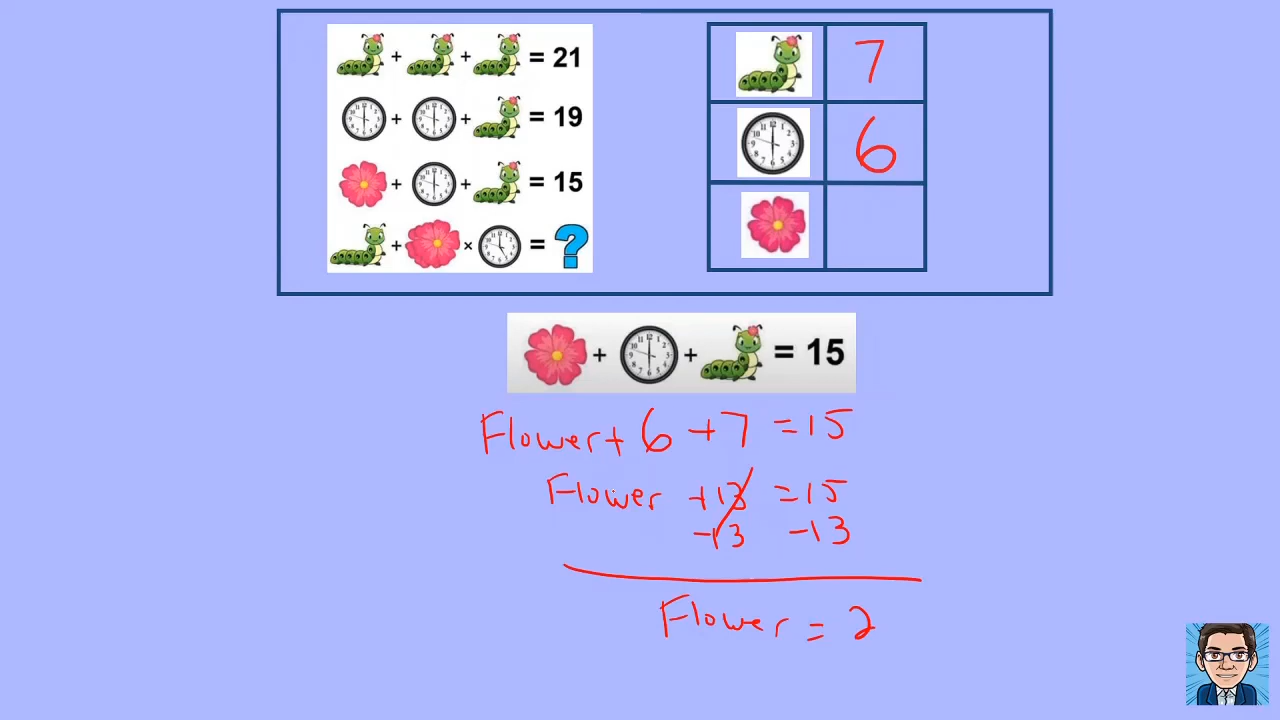 + + = 21
+ + = 19
+ + = 15
+ × = ?
7
6
+ + = 15
Flower + 6 + 7 = 15
Flower + 13 = 15
-13 -13
Flower = 2